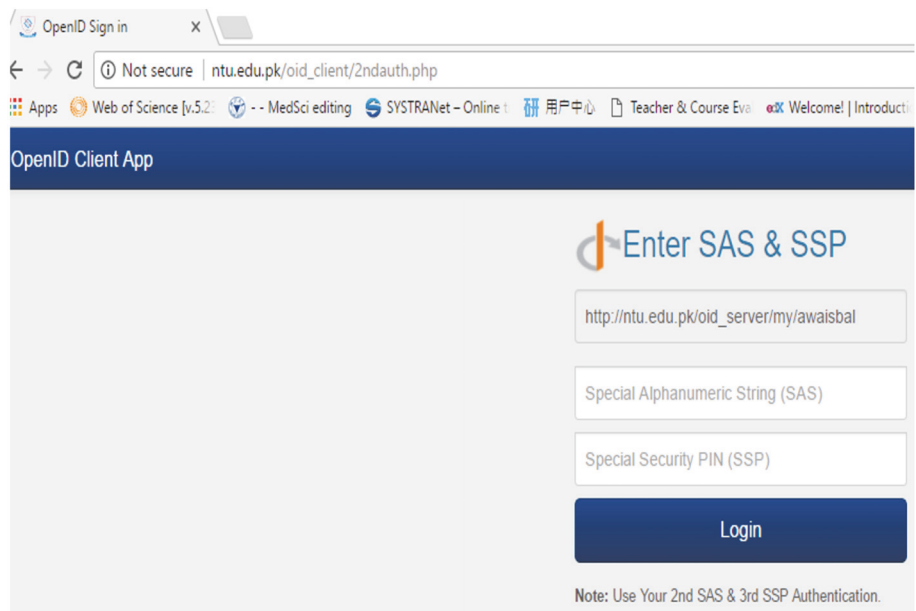 OpenID Sign in
Not secure | ntu.edu.pk/oid_client/2ndauth.php
Apps Web of Science [v.5.2 - - MedSci editing SYSTRANet – Online t 用户中心 Teacher & Course Eva Welcome! | Introducti
OpenID Client App
Enter SAS & SSP
http://ntu.edu.pk/oid_server/my/awaisbal
Special Alphanumeric String (SAS)
Special Security PIN (SSP)
Login
Note: Use Your 2nd SAS & 3rd SSP Authentication.